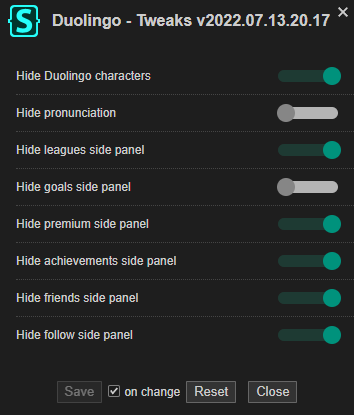 Duolingo - Tweaks v2022.07.13.20.17
Hide Duolingo characters
Hide pronunciation
Hide leagues side panel
Hide goals side panel
Hide premium side panel
Hide achievements side panel
Hide friends side panel
Hide follow side panel
Save on change Reset Close